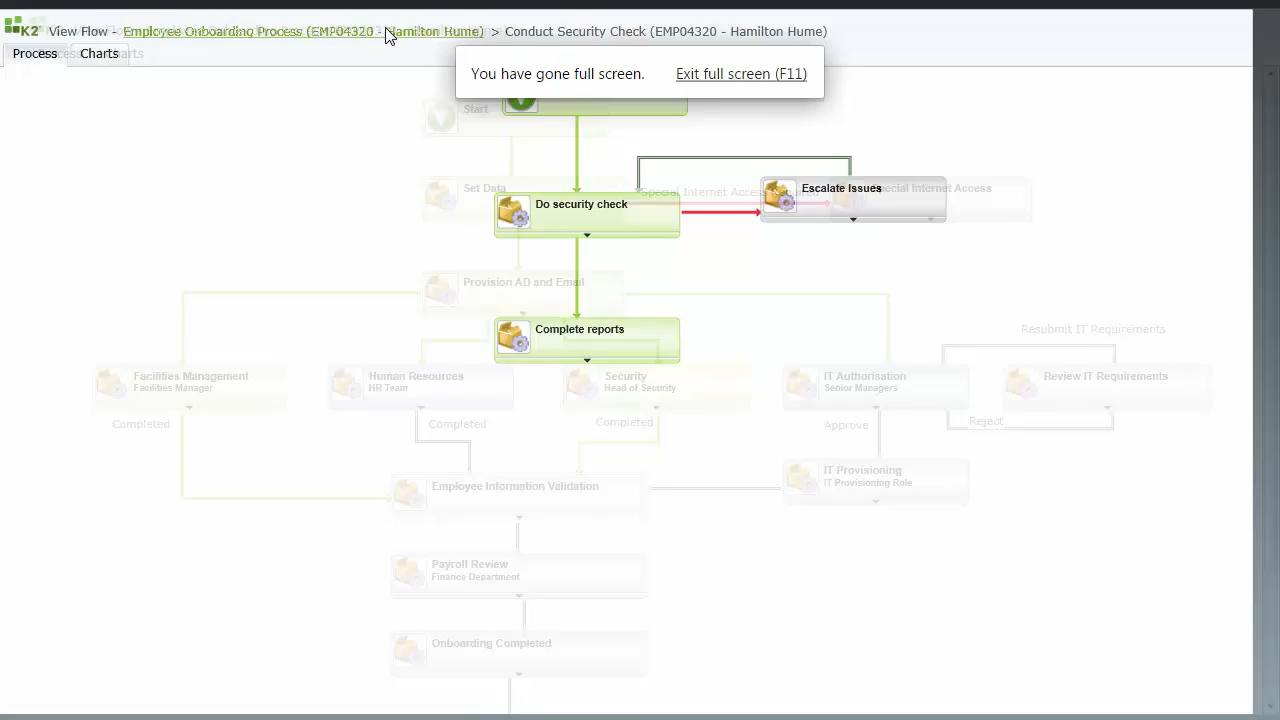 K2 View Flow - Employee Onboarding Process (EMP04320 - Hamilton Hume) > Conduct Security Check (EMP04320 - Hamilton Hume)
Process Charts
You have gone full screen. Exit full screen (F11)
Start
Set Data
Special Internet Access
Escalate Issues
Special Internet Access
Do security check
Provision AD and Email
Complete reports
Resubmit IT Requirements
Facilities Management
Facilities Manager
Human Resources
HR Team
Security
Head of Security
IT Authorisation
Senior Managers
Review IT Requirements
Completed
Completed
Completed
Approve
Reject
IT Provisioning
IT Provisioning Role
Employee Information Validation
Payroll Review
Finance Department
Onboarding Completed